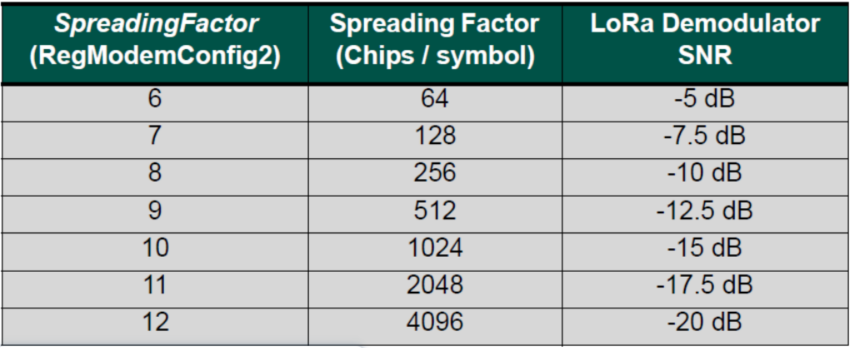 SpreadingFactor (RegModemConfig2) Spreading Factor (Chips / symbol) LoRa Demodulator SNR
6 64 -5 dB
7 128 -7.5 dB
8 256 -10 dB
9 512 -12.5 dB
10 1024 -15 dB
11 2048 -17.5 dB
12 4096 -20 dB